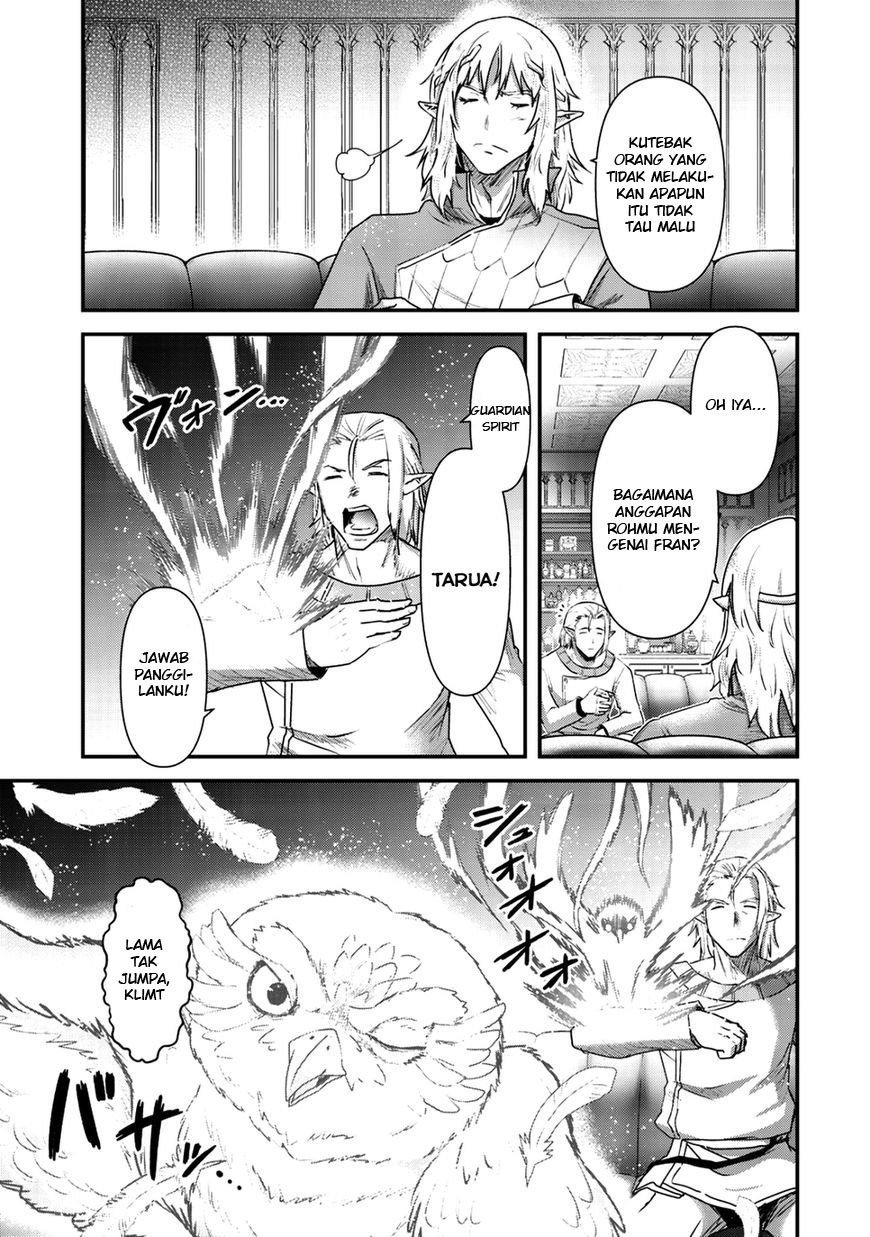 KUTEBAK
ORANG YANG
TIDAK MELAKU-
KAN APAPUN
ITU TIDAK
TAU MALU
OH IYA...
BAGAIMANA
ANGGAPAN
ROHMU MEN-
GENAI FRAN?
GUARDIAN
SPIRIT
TARUA!
ヴォン...
JAWAB
PANGGI-
LANKU!
シュオオオ
LAMA
TAK
JUMPA,
KLIMT
バサッ...